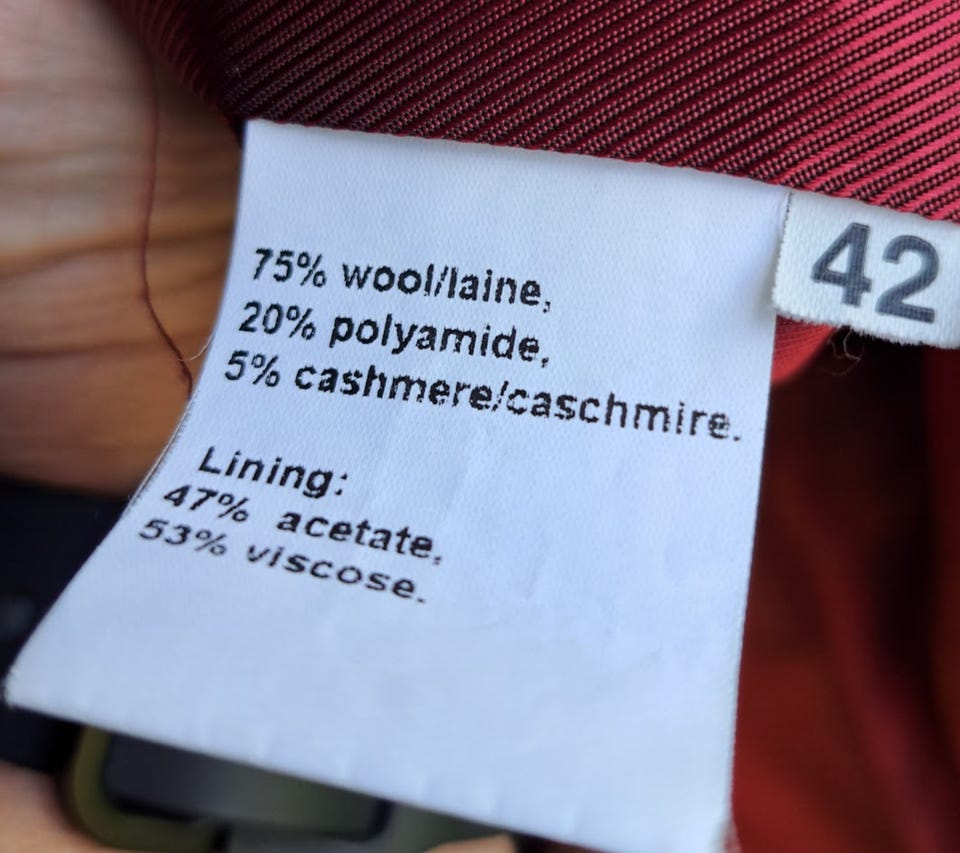 75% wool/laine,
20% polyamide,
5% cashmere/caschmire.
Lining:
47% acetate,
53% viscose.
42